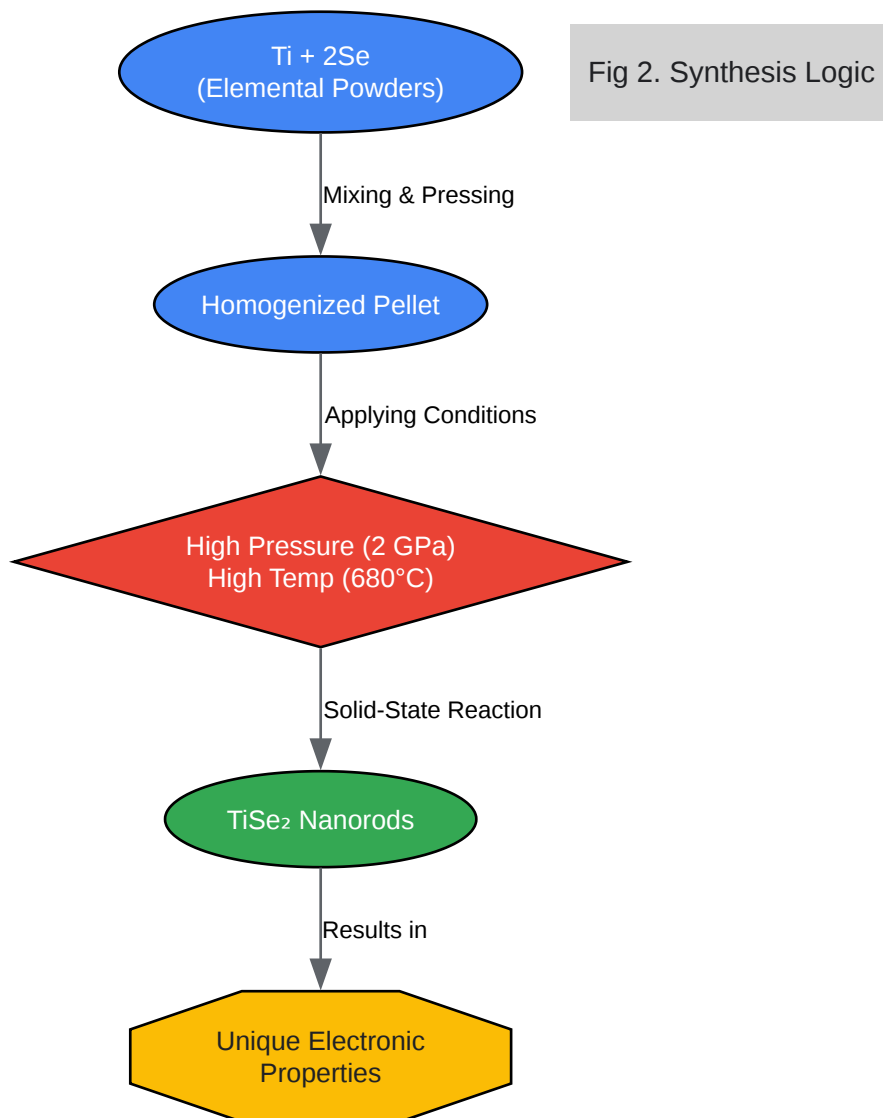 Ti + 2Se
(Elemental Powders)
Fig 2. Synthesis Logic
Mixing & Pressing
Homogenized Pellet
Applying Conditions
High Pressure (2 GPa)
High Temp (680°C)
Solid-State Reaction
TiSe₂ Nanorods
Results in
Unique Electronic
Properties